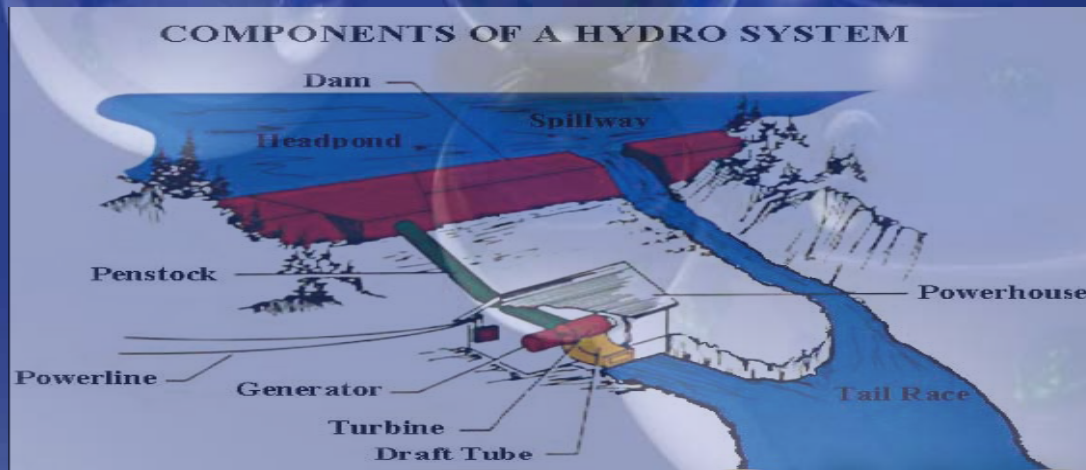 COMPONENTS OF A HYDRO SYSTEM
Dam
Spillway
Headpond
Penstock
Powerhouse
Powerline
Generator
Tail Race
Turbine
Draft Tube